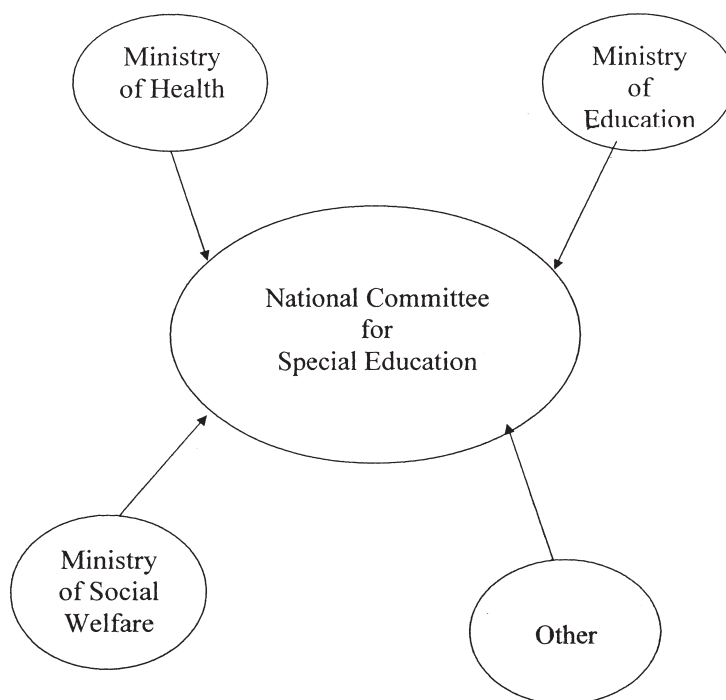 Ministry
of Health
Ministry
of
Education
National Committee
for
Special Education
Ministry
of Social
Welfare
Other